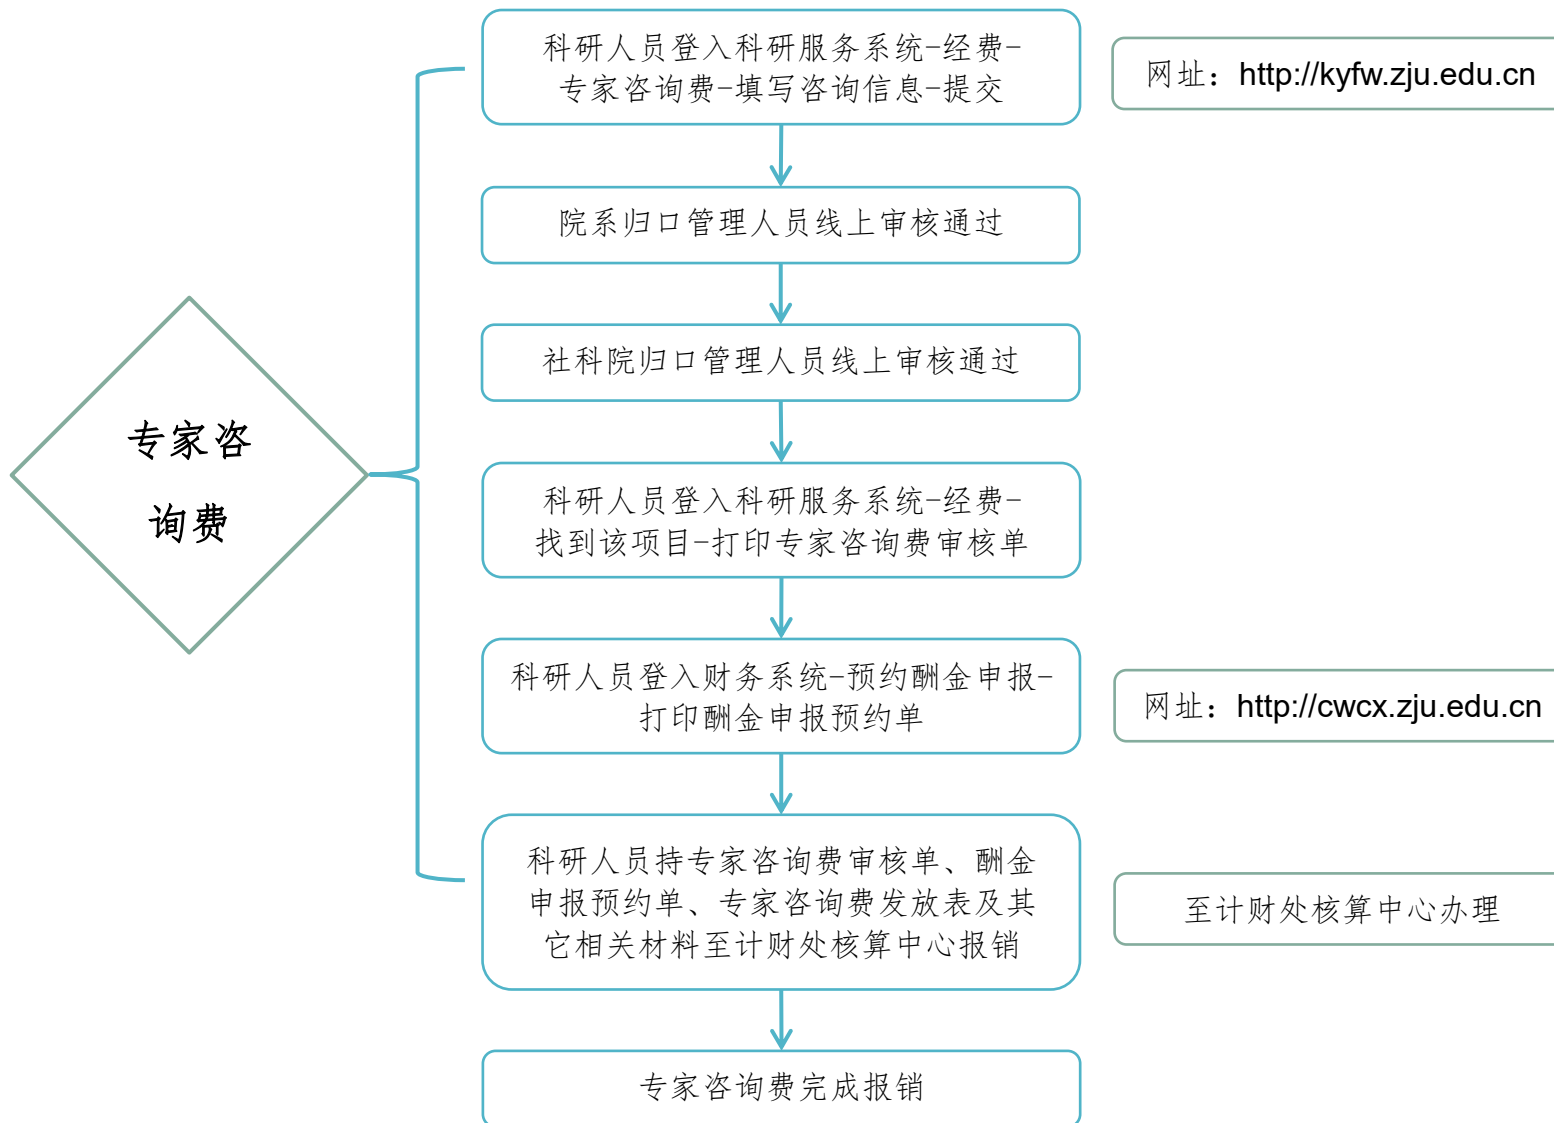 科研人员登入科研服务系统-经费-
专家咨询费-填写咨询信息-提交
网址：http://kyfw.zju.edu.cn
院系归口管理人员线上审核通过
社科院归口管理人员线上审核通过
专家咨
询费
科研人员登入科研服务系统-经费-
找到该项目-打印专家咨询费审核单
科研人员登入财务系统-预约酬金申报-
打印酬金申报预约单
网址：http://cwcx.zju.edu.cn
科研人员持专家咨询费审核单、酬金
申报预约单、专家咨询费发放表及其
它相关材料至计财处核算中心报销
至计财处核算中心办理
专家咨询费完成报销